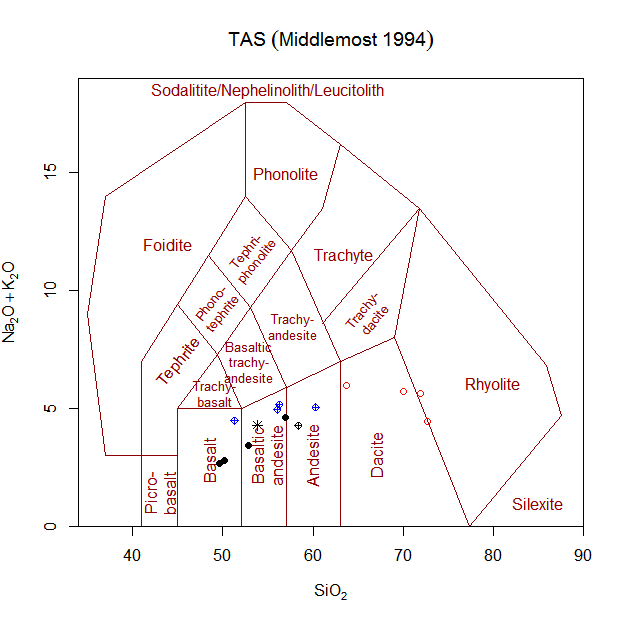 TAS (Middlemost 1994)
Sodalitite/Nephelinolith/Leucitolith
Phonolite
Foidite
Tephri-
phonolite
Trachyte
Phono-
tephrite
Trachy-
andesite
Trachy-
dacite
Tephrite
Basaltic
trachy-
andesite
Trachy-
basalt
Rhyolite
Picro-
basalt
Basalt
Basaltic
andesite
Andesite
Dacite
Silexite
Na₂O + K₂O
0
5
10
15
40
50
60
70
80
90
SiO₂